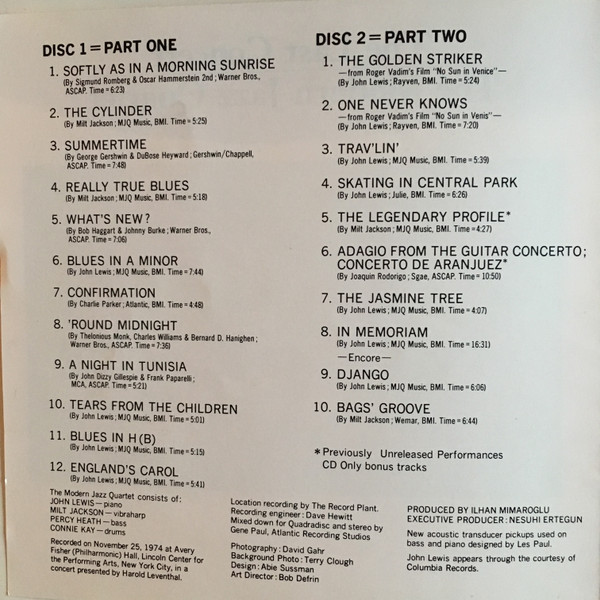 DISC 1=PART ONE
1. SOFTLY AS IN A MORNING SUNRISE
(By Sigmund Romberg & Oscar Hammerstein 2nd; Warner Bros.,
ASCAP. Time=6:23)
2. THE CYLINDER
(By Milt Jackson; MJQ Music, BMI. Time=5:25)
3. SUMMERTIME
(By George Gershwin & DuBose Heyward; Gershwin/Chappell,
ASCAP. Time=7:48)
4. REALLY TRUE BLUES
(By Milt Jackson; MJQ Music, BMI. Time=5:18)
5. WHAT'S NEW?
(By Bob Haggart & Johnny Burke; Warner Bros.,
ASCAP. Time=7:06)
6. BLUES IN A MINOR
(By John Lewis; MJQ Music, BMI. Time=7:44)
7. CONFIRMATION
(By Charlie Parker; Atlantic, BMI. Time=4:48)
8. 'ROUND MIDNIGHT
(By Thelonious Monk, Charles Williams & Bernard D. Hanighen;
Warner Bros., ASCAP. Time=7:36)
9. A NIGHT IN TUNISIA
(By John Dizzy Gillespie & Frank Paparelli;
MCA, ASCAP. Time=5:21)
10. TEARS FROM THE CHILDREN
(By John Lewis; MJQ Music, BMI. Time=5:01)
11. BLUES IN H(B)
(By John Lewis; MJQ Music, BMI. Time=5:15)
12. ENGLAND'S CAROL
(By John Lewis; MJQ Music, BMI. Time=5:41)
DISC 2=PART TWO
1. THE GOLDEN STRIKER
—from Roger Vadim's Film "No Sun in Venice"—
(By John Lewis; Rayven, BMI. Time=5:24)
2. ONE NEVER KNOWS
—from Roger Vadim's Film "No Sun in Venis"—
(By John Lewis; Rayven, BMI. Time=7:20)
3. TRAV'LIN'
(By John Lewis; MJQ Music, BMI. Time=5:39)
4. SKATING IN CENTRAL PARK
(By John Lewis; Julie, BMI. Time=6:26)
5. THE LEGENDARY PROFILE*
(By Milt Jackson; MJQ Music, BMI. Time=4:27)
6. ADAGIO FROM THE GUITAR CONCERTO;
CONCERTO DE ARANJUEZ*
(By Joaquin Rodorigo; Sgae, ASCAP. Time=10:50)
7. THE JASMINE TREE
(By John Lewis; MJQ Music, BMI. Time=4:07)
8. IN MEMORIAM
(By John Lewis; MJQ Music, BMI. Time=16:31)
—Encore—
9. DJANGO
(By John Lewis; MJQ Music, BMI. Time=6:06)
10. BAGS' GROOVE
(By Milt Jackson; Wemar, BMI. Time=6:44)
*Previously Unreleased Performances
CD Only bonus tracks
The Modern Jazz Quartet consists of:
JOHN LEWIS—piano
MILT JACKSON—vibraharp
PERCY HEATH—bass
CONNIE KAY—drums
Recorded on November 25, 1974 at Avery
Fisher (Philharmonic) Hall, Lincoln Center for
the Performing Arts, New York City, in a
concert presented by Harold Leventhal.
Location recording by The Record Plant.
Recording engineer: Dave Hewitt
Mixed down for Quadradisc and stereo by
Gene Paul, Atlantic Recording Studios
Photography: David Gahr
Background Photo: Terry Clough
Design: Abie Sussman
Art Director: Bob Defrin
PRODUCED BY ILHAN MIMAROGLU
EXECUTIVE PRODUCER: NESUHI ERTEGUN
New acoustic transducer pickups used on
bass and piano designed by Les Paul.
John Lewis appears through the courtesy of
Columbia Records.